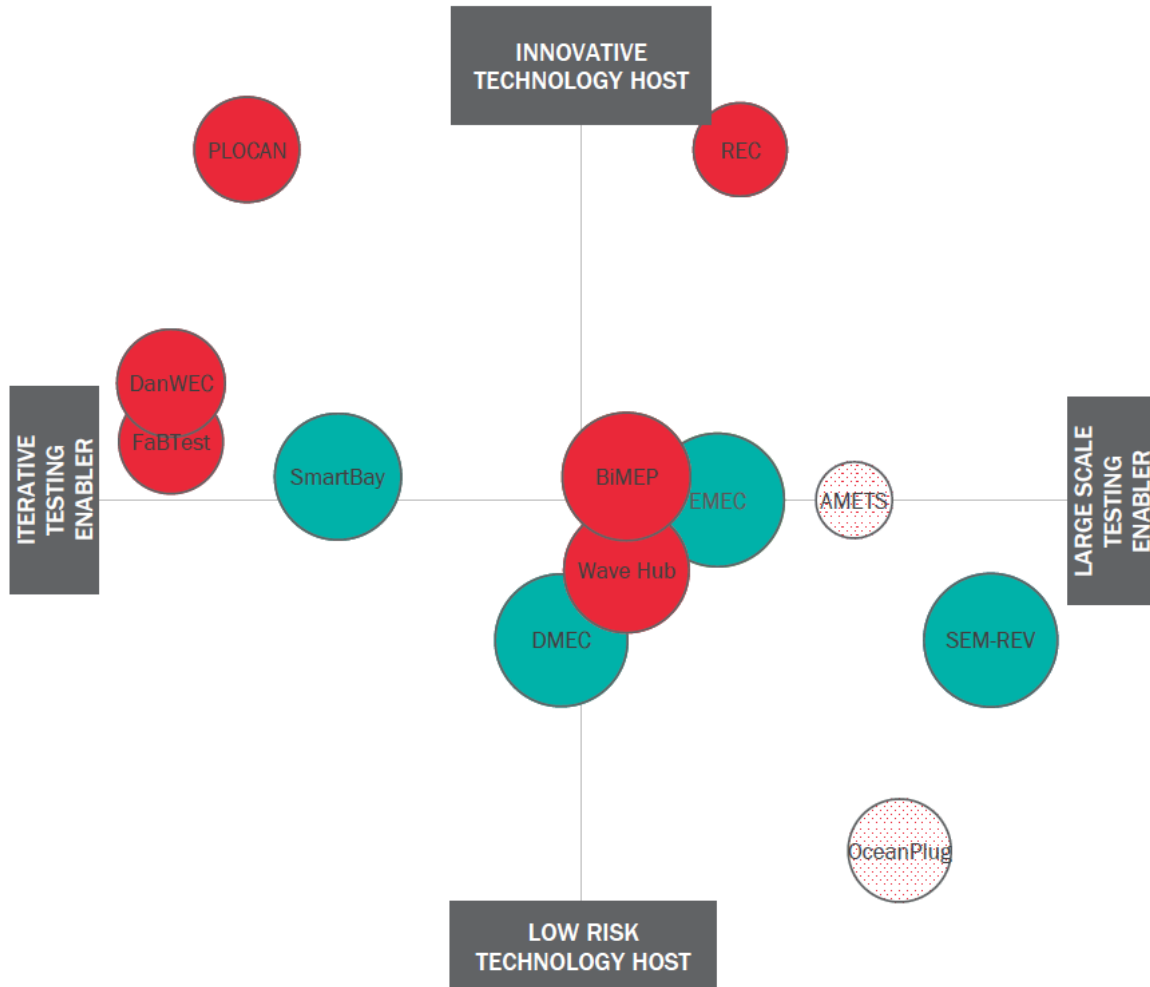 INNOVATIVE
TECHNOLOGY HOST
PLOCAN
REC
DanWEC
FaBTest
SmartBay
BiMEP
EMEC
AMETS
ITERATIVE
TESTING
ENABLER
LARGE SCALE
TESTING
ENABLER
Wave Hub
DMEC
SEM-REV
OceanPlug
LOW RISK
TECHNOLOGY HOST